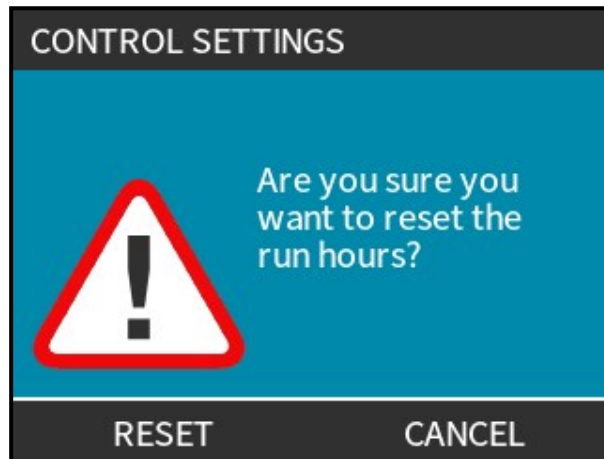 CONTROL SETTINGS
Are you sure you
want to reset the
run hours?
!
RESET CANCEL